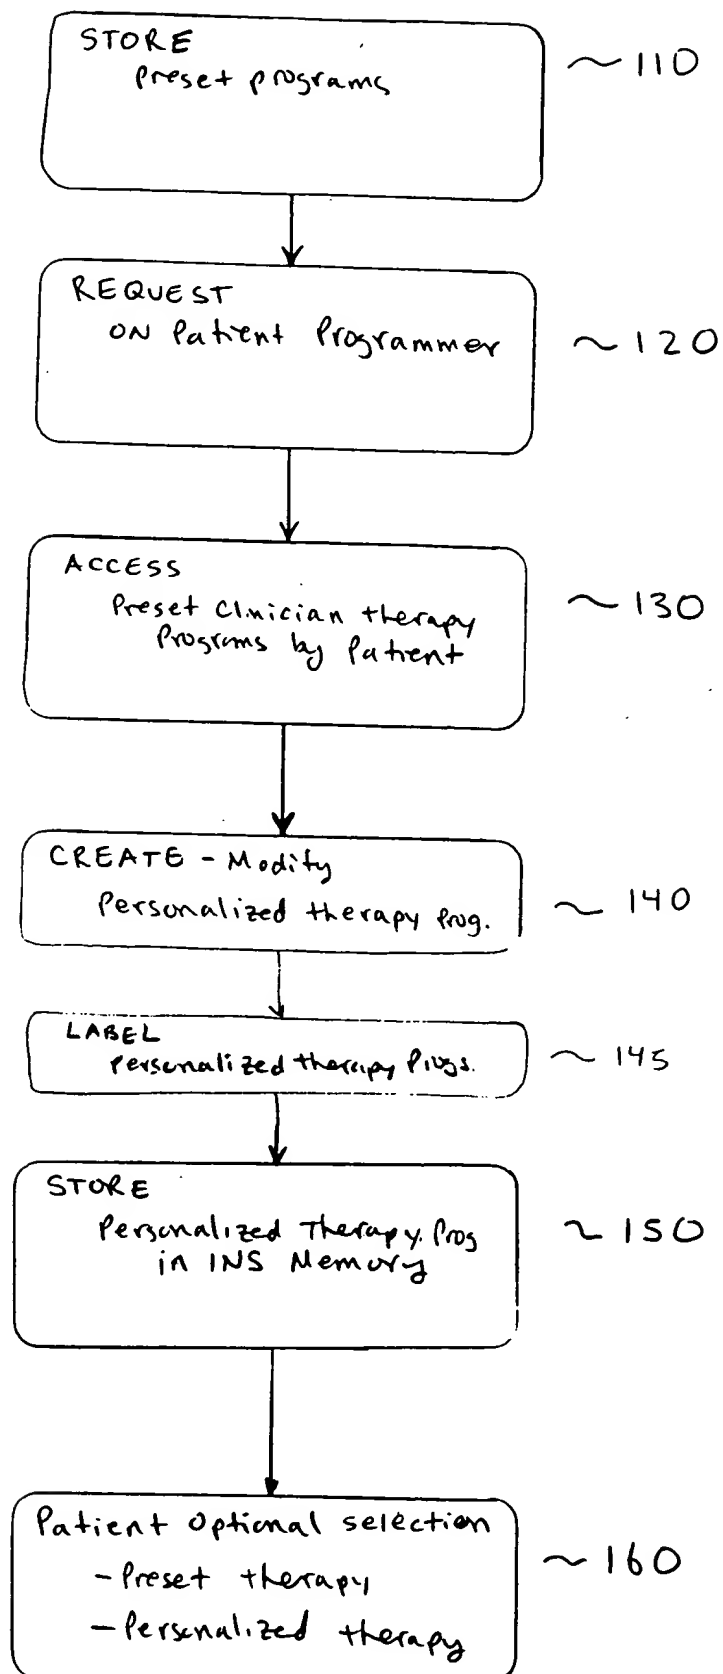 STORE
Preset programs
~ 110
REQUEST
ON Patient Programmer
~ 120
ACCESS
Preset Clinician therapy
Programs by Patient
~ 130
CREATE - Modify
Personalized therapy Prog.
~ 140
LABEL
Personalized therapy Progs.
~ 145
STORE
Personalized Therapy. Prog
in INS Memory
~ 150
Patient Optional selection
- Preset therapy
- Personalized therapy
~ 160